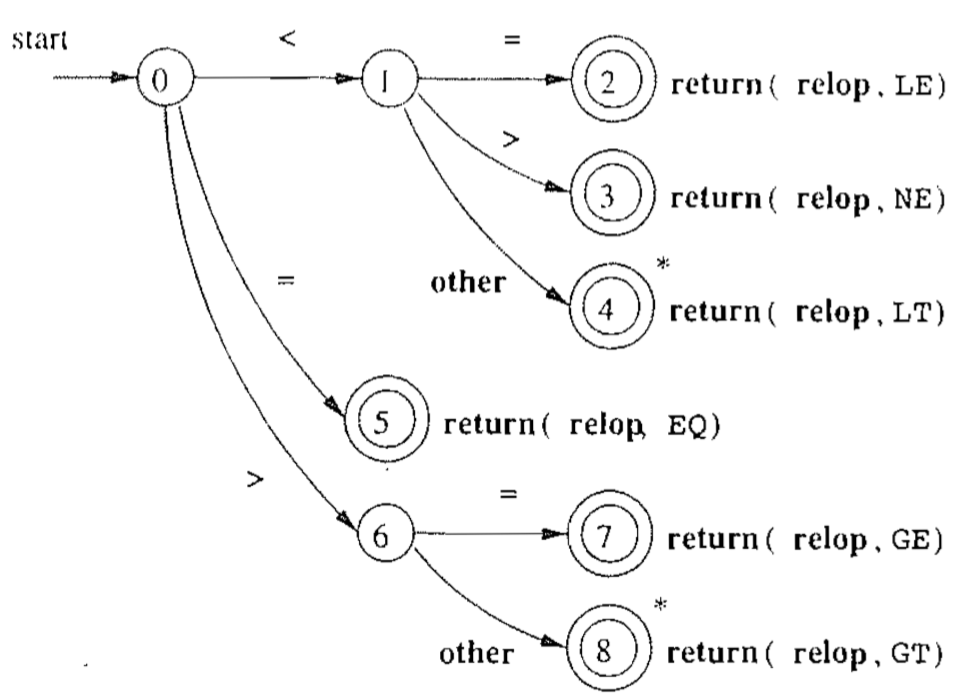 start
<
=
0
1
2
return( relop, LE)
>
3
return( relop, NE)
other
*
4
return( relop, LT)
=
5
return( relop, EQ)
>
=
6
7
return( relop, GE)
other
*
8
return( relop, GT)